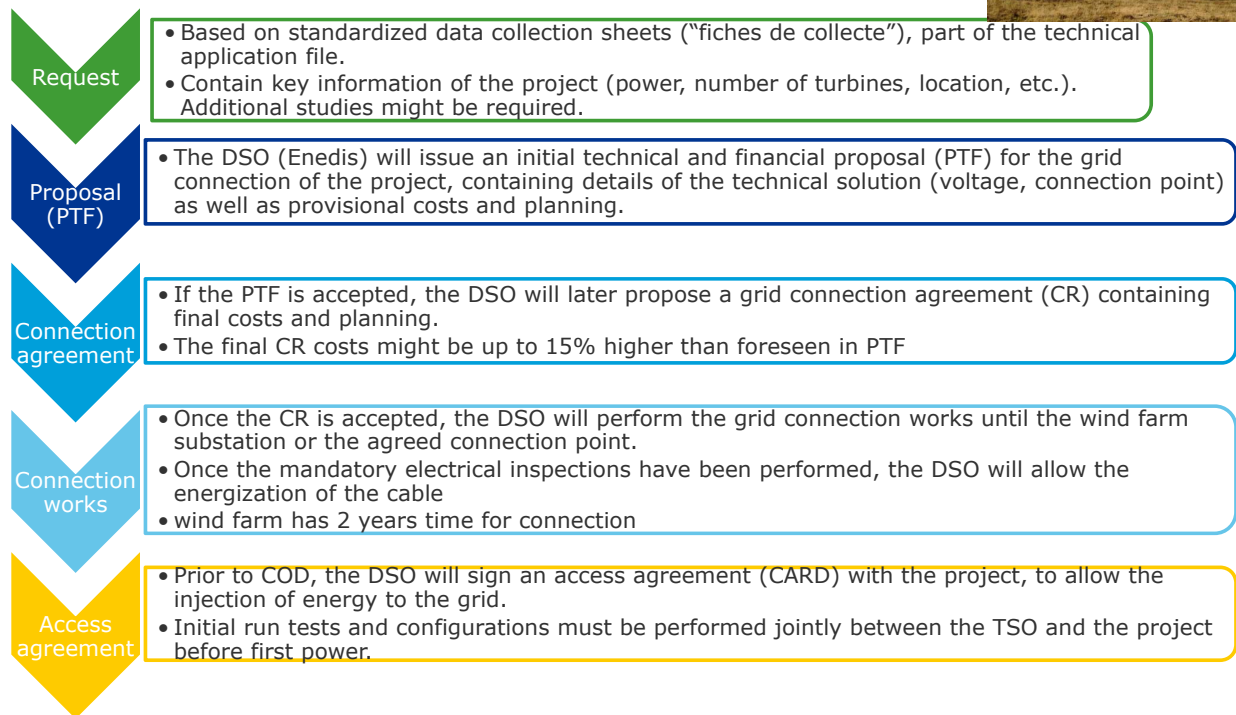 Request
• Based on standardized data collection sheets (“fiches de collecte”), part of the technical
application file.
• Contain key information of the project (power, number of turbines, location, etc.).
Additional studies might be required.
Proposal
(PTF)
• The DSO (Enedis) will issue an initial technical and financial proposal (PTF) for the grid
connection of the project, containing details of the technical solution (voltage, connection point)
as well as provisional costs and planning.
Connection
agreement
• If the PTF is accepted, the DSO will later propose a grid connection agreement (CR) containing
final costs and planning.
• The final CR costs might be up to 15% higher than foreseen in PTF
Connection
works
• Once the CR is accepted, the DSO will perform the grid connection works until the wind farm
substation or the agreed connection point.
• Once the mandatory electrical inspections have been performed, the DSO will allow the
energization of the cable
• wind farm has 2 years time for connection
Access
agreement
• Prior to COD, the DSO will sign an access agreement (CARD) with the project, to allow the
injection of energy to the grid.
• Initial run tests and configurations must be performed jointly between the TSO and the project
before first power.